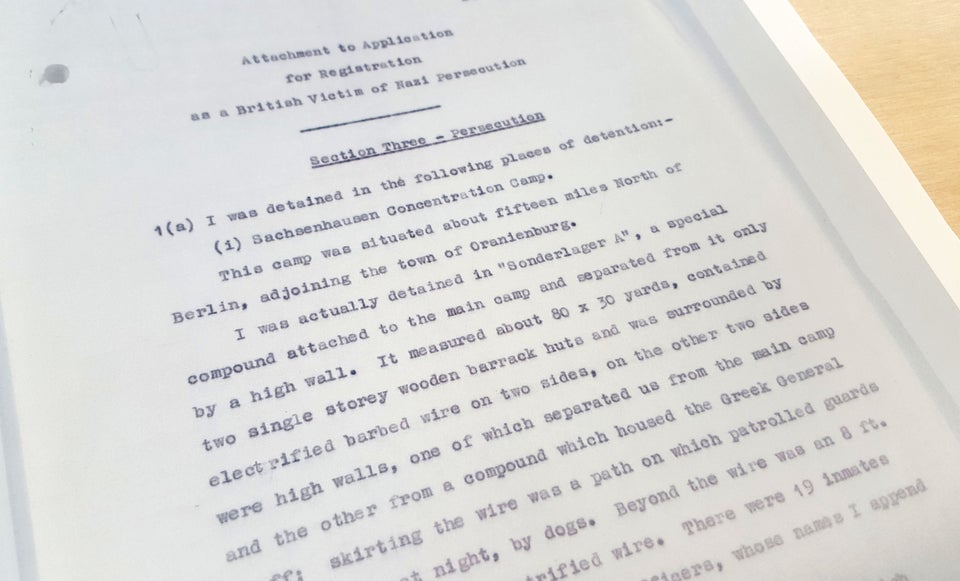 Attachment to Application
for Registration
as a British Victim of Nazi Persecution
Section Three - Persecution
1(a) I was detained in the following places of detention:-
(i) Sachsenhausen Concentration Camp.
This camp was situated about fifteen miles North of
Berlin, adjoining the town of Oranienburg.
I was actually detained in "Sonderlager A", a special
compound attached to the main camp and separated from it only
by a high wall. It measured about 80 x 30 yards, contained
two single storey wooden barrack huts and was surrounded by
electrified barbed wire on two sides, on the other two sides
were high walls, one of which separated us from the main camp
and the other from a compound which housed the Greek General
skirting the wire was a path on which patrolled guards
night, by dogs. Beyond the wire was an 8 ft.
wire. There were 19 inmates
whose names I append